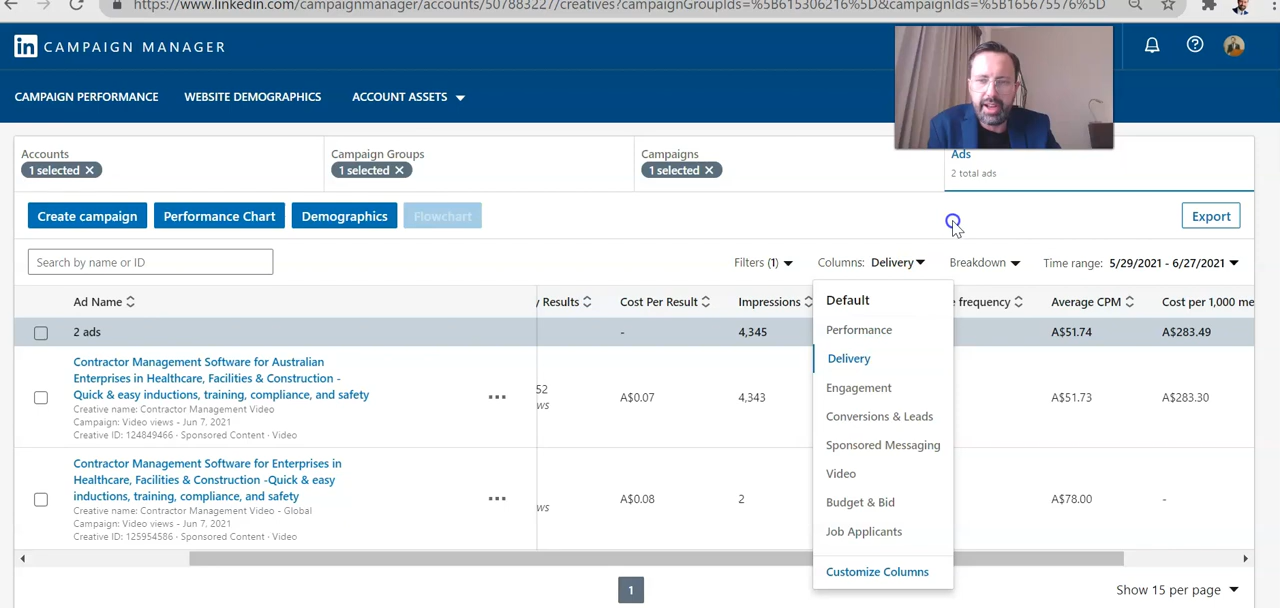 https://www.linkedin.com/campaignmanager/accounts/507883227/creatives?campaignGroupIds=%5B615306216%5D&campaignIds=%5B165675576%5D
in CAMPAIGN MANAGER
CAMPAIGN PERFORMANCE WEBSITE DEMOGRAPHICS ACCOUNT ASSETS
Accounts Campaign Groups Campaigns Ads
1 selected 1 selected 1 selected 2 total ads
Create campaign Performance Chart Demographics Flowchart Export
Search by name or ID Filters (1) Columns: Delivery Breakdown Time range: 5/29/2021 - 6/27/2021
Ad Name y Results Cost Per Result Impressions e frequency Average CPM Cost per 1,000 me
2 ads - 4,345 A$51.74 A$283.49
Contractor Management Software for Australian
Enterprises in Healthcare, Facilities & Construction -
Quick & easy inductions, training, compliance, and safety
Creative name: Contractor Management Video
Campaign: Video views - Jun 7, 2021
Creative ID: 124849466 · Sponsored Content · Video
52
ws
A$0.07 4,343 A$51.73 A$283.30
Contractor Management Software for Enterprises in
Healthcare, Facilities & Construction -Quick & easy
inductions, training, compliance, and safety
Creative name: Contractor Management Video - Global
Campaign: Video views - Jun 7, 2021
Creative ID: 125954586 · Sponsored Content · Video
ws
A$0.08 2 A$78.00 -
Default
Performance
Delivery
Engagement
Conversions & Leads
Sponsored Messaging
Video
Budget & Bid
Job Applicants
Customize Columns
1 Show 15 per page